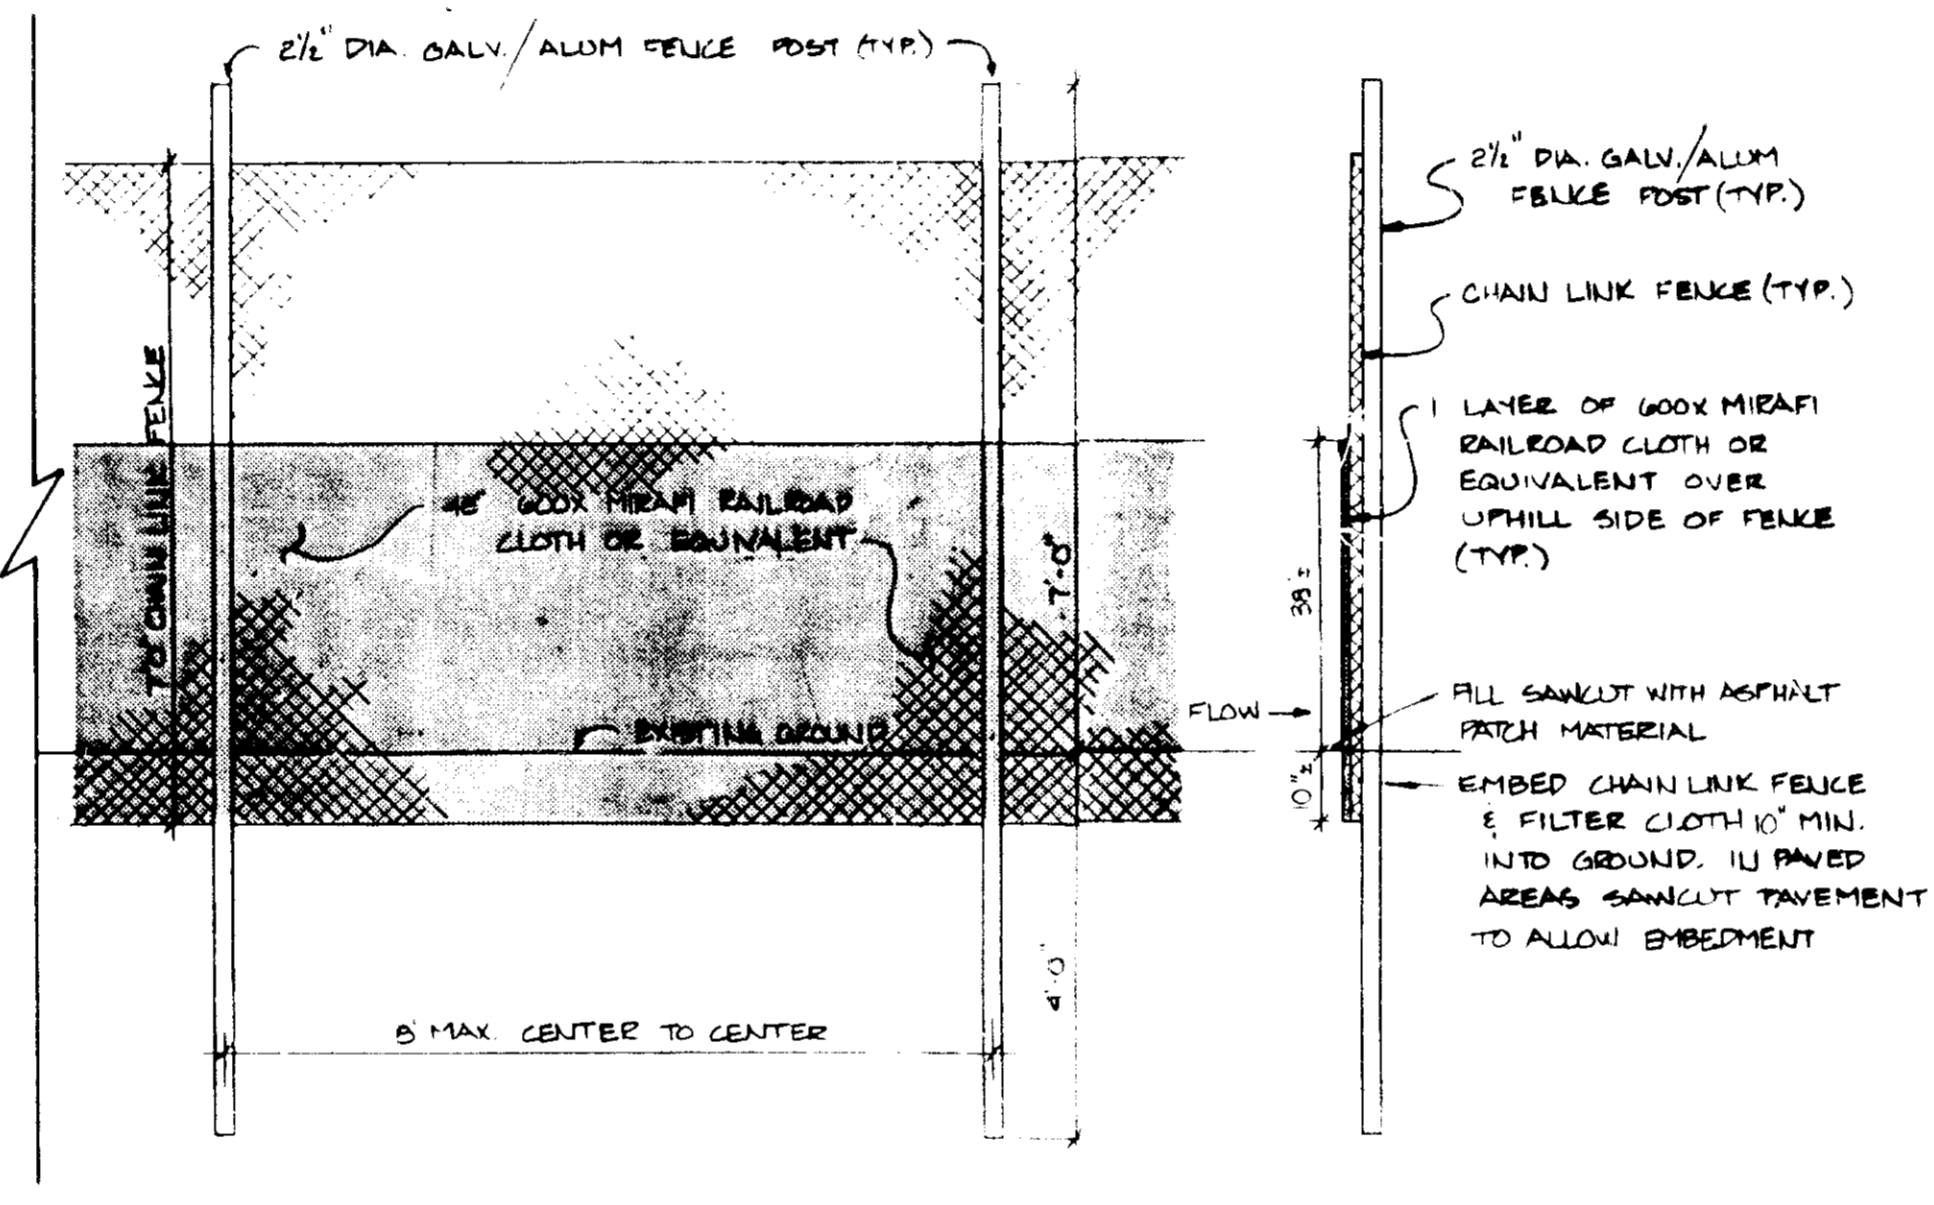 2½" DIA. GALV./ALUM FENCE POST (TYP.)
7'0" CHAIN LINK FENCE
48" 600X MIRAFI RAILROAD
CLOTH OR EQUIVALENT
EXISTING GROUND
7'-0"
4'-0"
MAX. CENTER TO CENTER
2½" DIA. GALV./ALUM
FENCE POST (TYP.)
CHAIN LINK FENCE (TYP.)
1 LAYER OF 600X MIRAFI
RAILROAD CLOTH OR
EQUIVALENT OVER
UPHILL SIDE OF FENCE
(TYP.)
38"±
FLOW
FILL SAWCUT WITH ASPHALT
PATCH MATERIAL
10"±
EMBED CHAIN LINK FENCE
& FILTER CLOTH 10" MIN.
INTO GROUND. IN PAVED
AREAS SAWCUT PAVEMENT
TO ALLOW EMBEDMENT